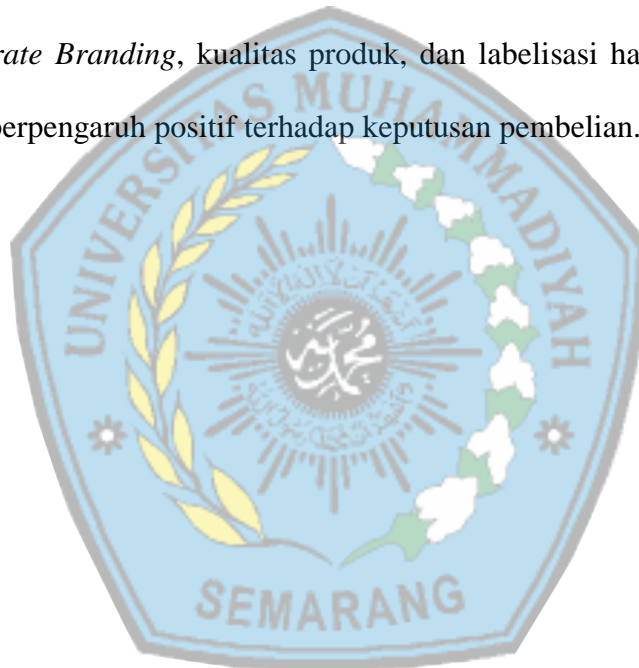 rate Branding, kualitas produk, dan labelisasi ha
berpengaruh positif terhadap keputusan pembelian.
UNIVERSITAS MUHAMMADIYAH
SEMARANG